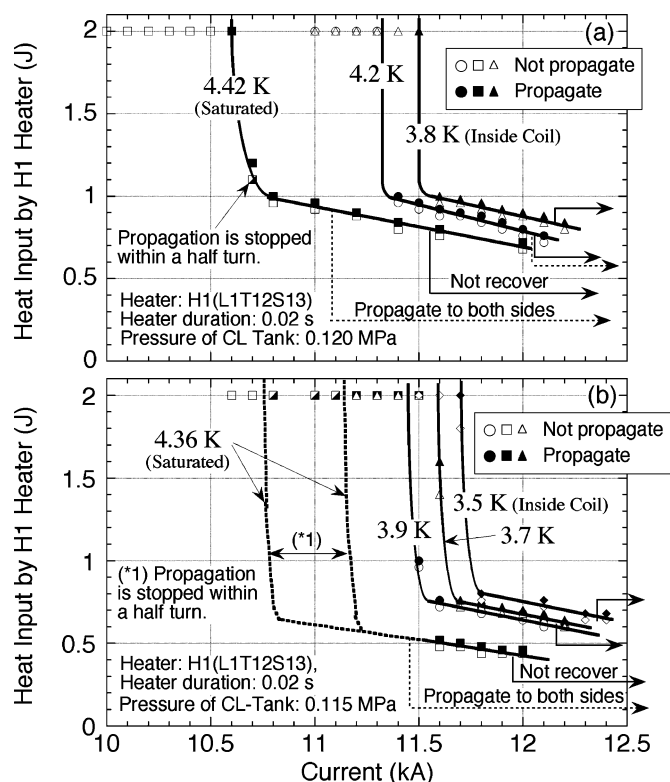 (a)
2
1.5
1
0.5
0
Heat Input by H1 Heater (J)
4.42 K
(Saturated)
4.2 K
3.8 K (Inside Coil)
Not propagate
Propagate
Propagation is stopped
within a half turn.
Not recover
Propagate to both sides
Heater: H1(L1T12S13)
Heater duration: 0.02 s
Pressure of CL Tank: 0.120 MPa
(b)
2
1.5
1
0.5
0
Heat Input by H1 Heater (J)
4.36 K
(Saturated)
Not propagate
Propagate
3.5 K (Inside Coil)
3.9 K
3.7 K
(*1)
(*1) Propagation
is stopped within
a half turn.
Not recover
Propagate to both sides
Heater: H1(L1T12S13),
Heater duration: 0.02 s
Pressure of CL-Tank: 0.115 MPa
10 10.5 11 11.5 12 12.5
Current (kA)